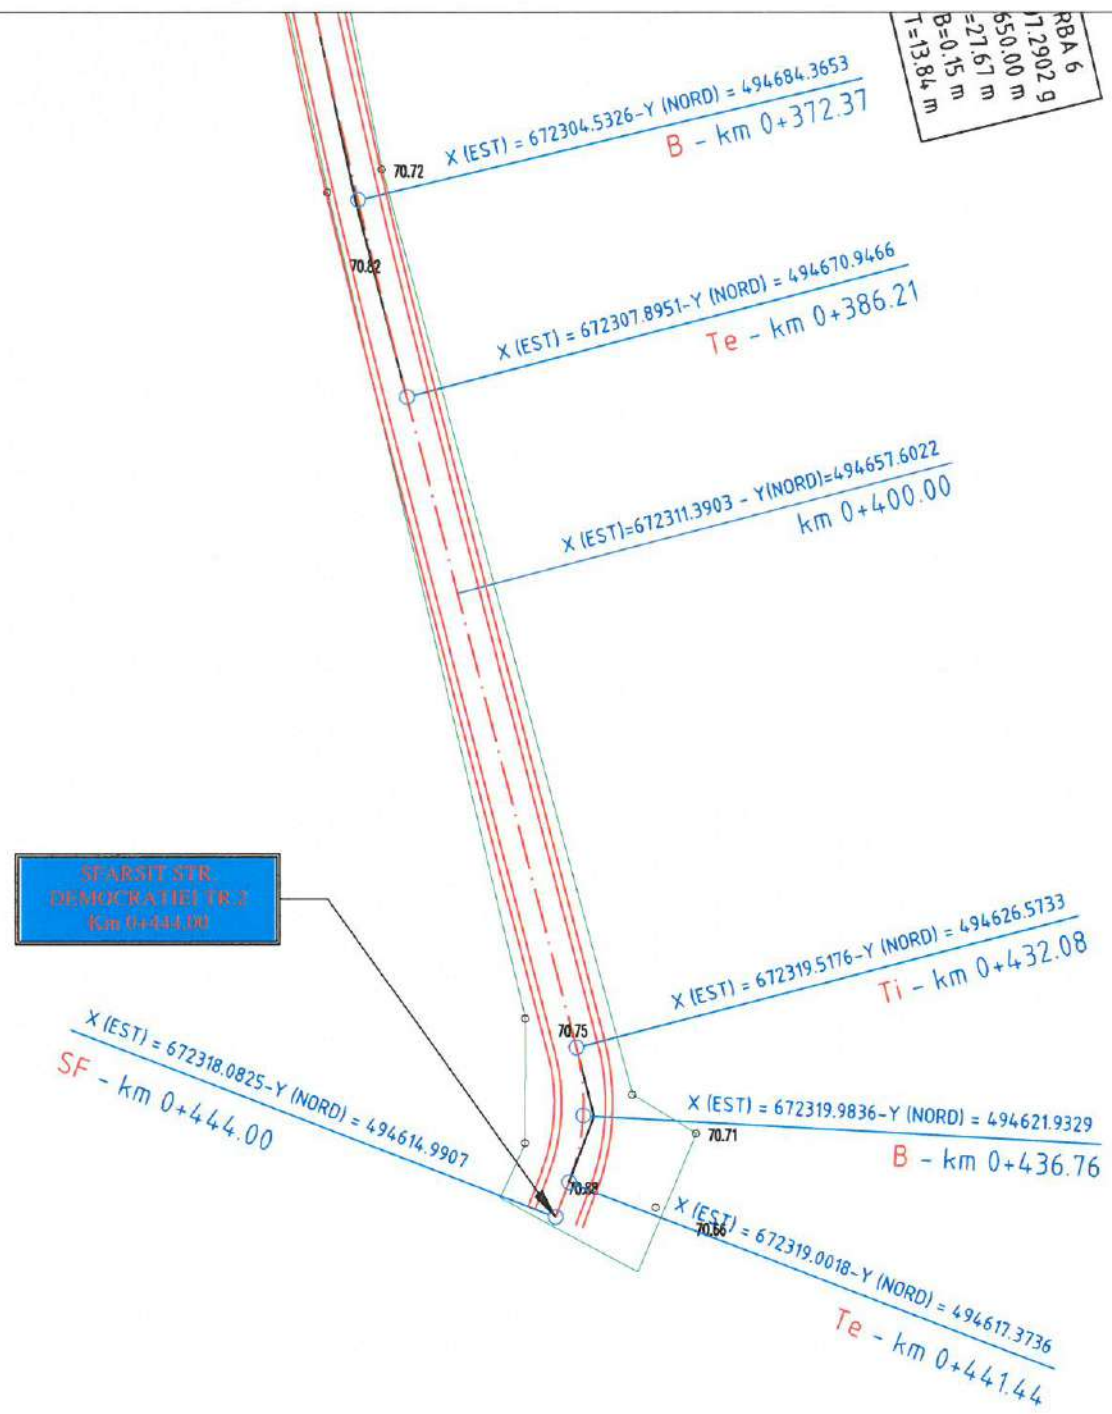 RBA 6
97.2902 g
650.00 m
=27.67 m
B=0.15 m
T=13.84 m
X (EST) = 672304.5326-Y (NORD) = 494684.3653
B - km 0+372.37
70.72
70.82
X (EST) = 672307.8951-Y (NORD) = 494670.9466
Te - km 0+386.21
X (EST)=672311.3903 - Y(NORD)=494657.6022
km 0+400.00
SFARSIT STR.
DEMOCRATIEI TR.2
Km 0+444.00
X (EST) = 672319.5176-Y (NORD) = 494626.5733
Ti - km 0+432.08
70.75
X (EST) = 672318.0825-Y (NORD) = 494614.9907
SF - km 0+444.00
X (EST) = 672319.9836-Y (NORD) = 494621.9329
B - km 0+436.76
70.71
70.88
70.66
X (EST) = 672319.0018-Y (NORD) = 494617.3736
Te - km 0+441.44